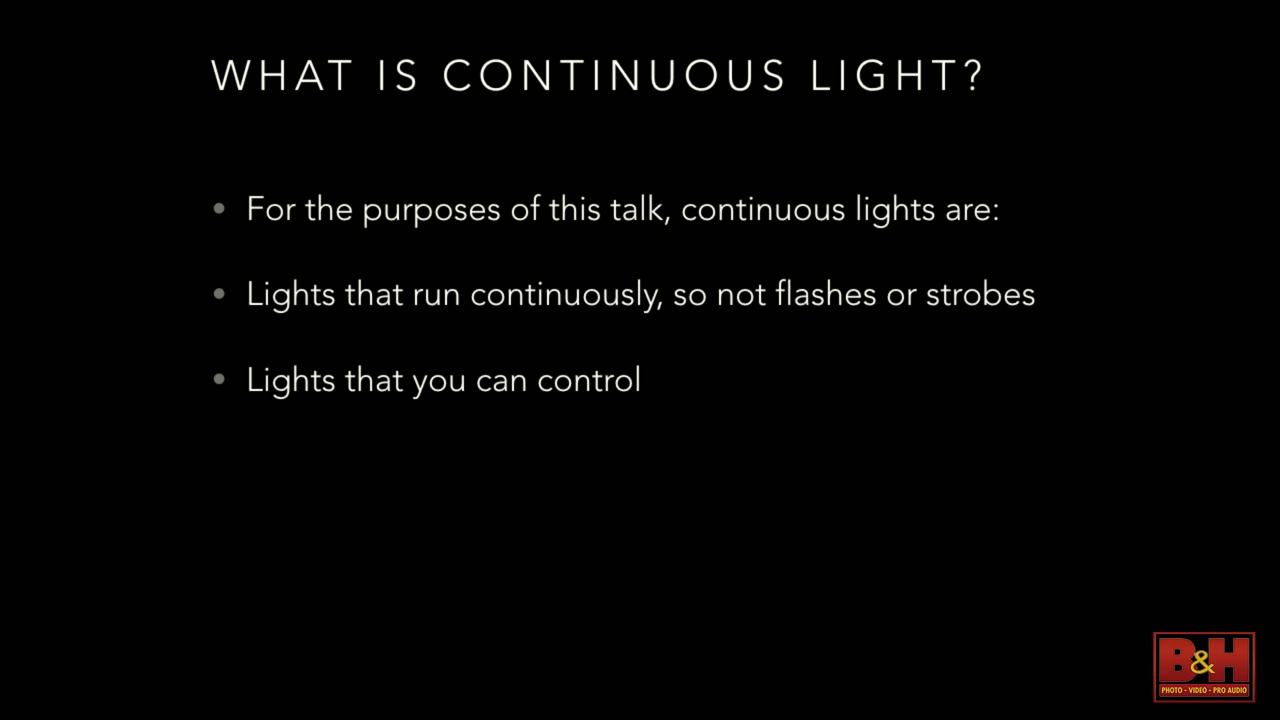 WHAT IS CONTINUOUS LIGHT?
• For the purposes of this talk, continuous lights are:
• Lights that run continuously, so not flashes or strobes
• Lights that you can control
B&H
PHOTO - VIDEO - PRO AUDIO